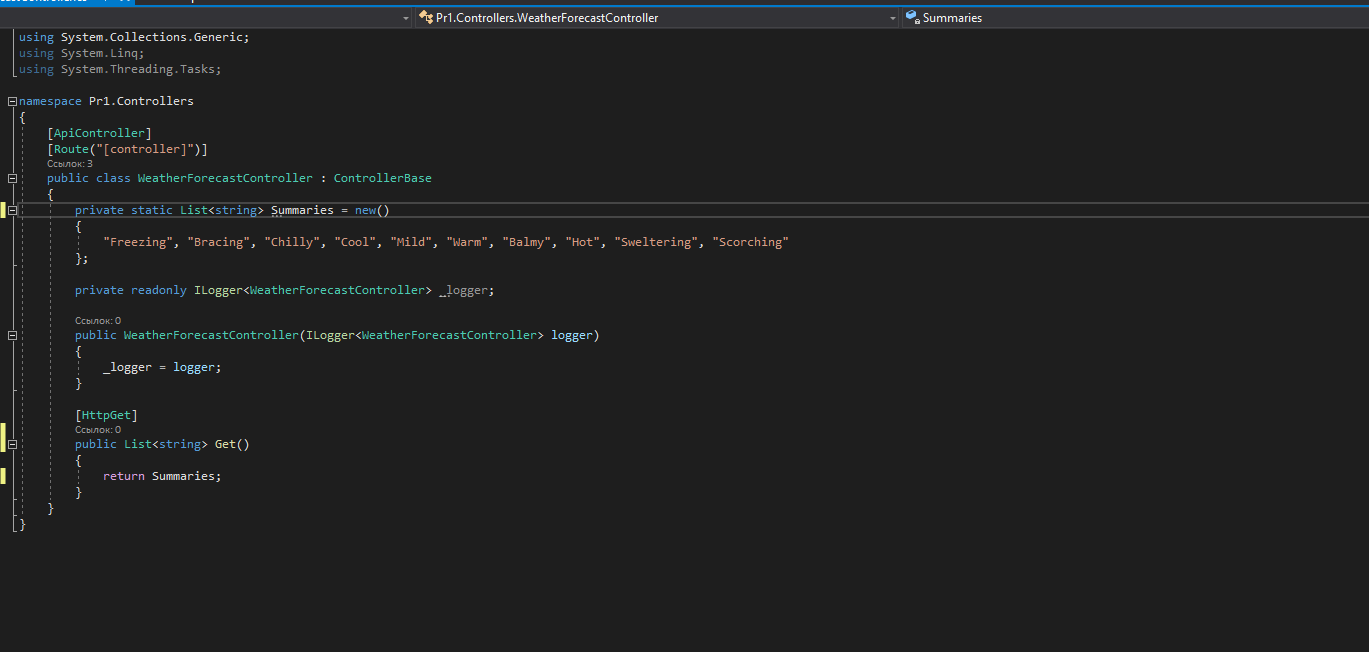 Pr1.Controllers.WeatherForecastController
Summaries
using System.Collections.Generic;
using System.Linq;
using System.Threading.Tasks;
namespace Pr1.Controllers
{
[ApiController]
[Route("[controller]")]
Ссылок: 3
public class WeatherForecastController : ControllerBase
{
private static List<string> Summaries = new()
{
"Freezing", "Bracing", "Chilly", "Cool", "Mild", "Warm", "Balmy", "Hot", "Sweltering", "Scorching"
};
private readonly ILogger<WeatherForecastController> _logger;
Ссылок: 0
public WeatherForecastController(ILogger<WeatherForecastController> logger)
{
_logger = logger;
}
[HttpGet]
Ссылок: 0
public List<string> Get()
{
return Summaries;
}
}
}